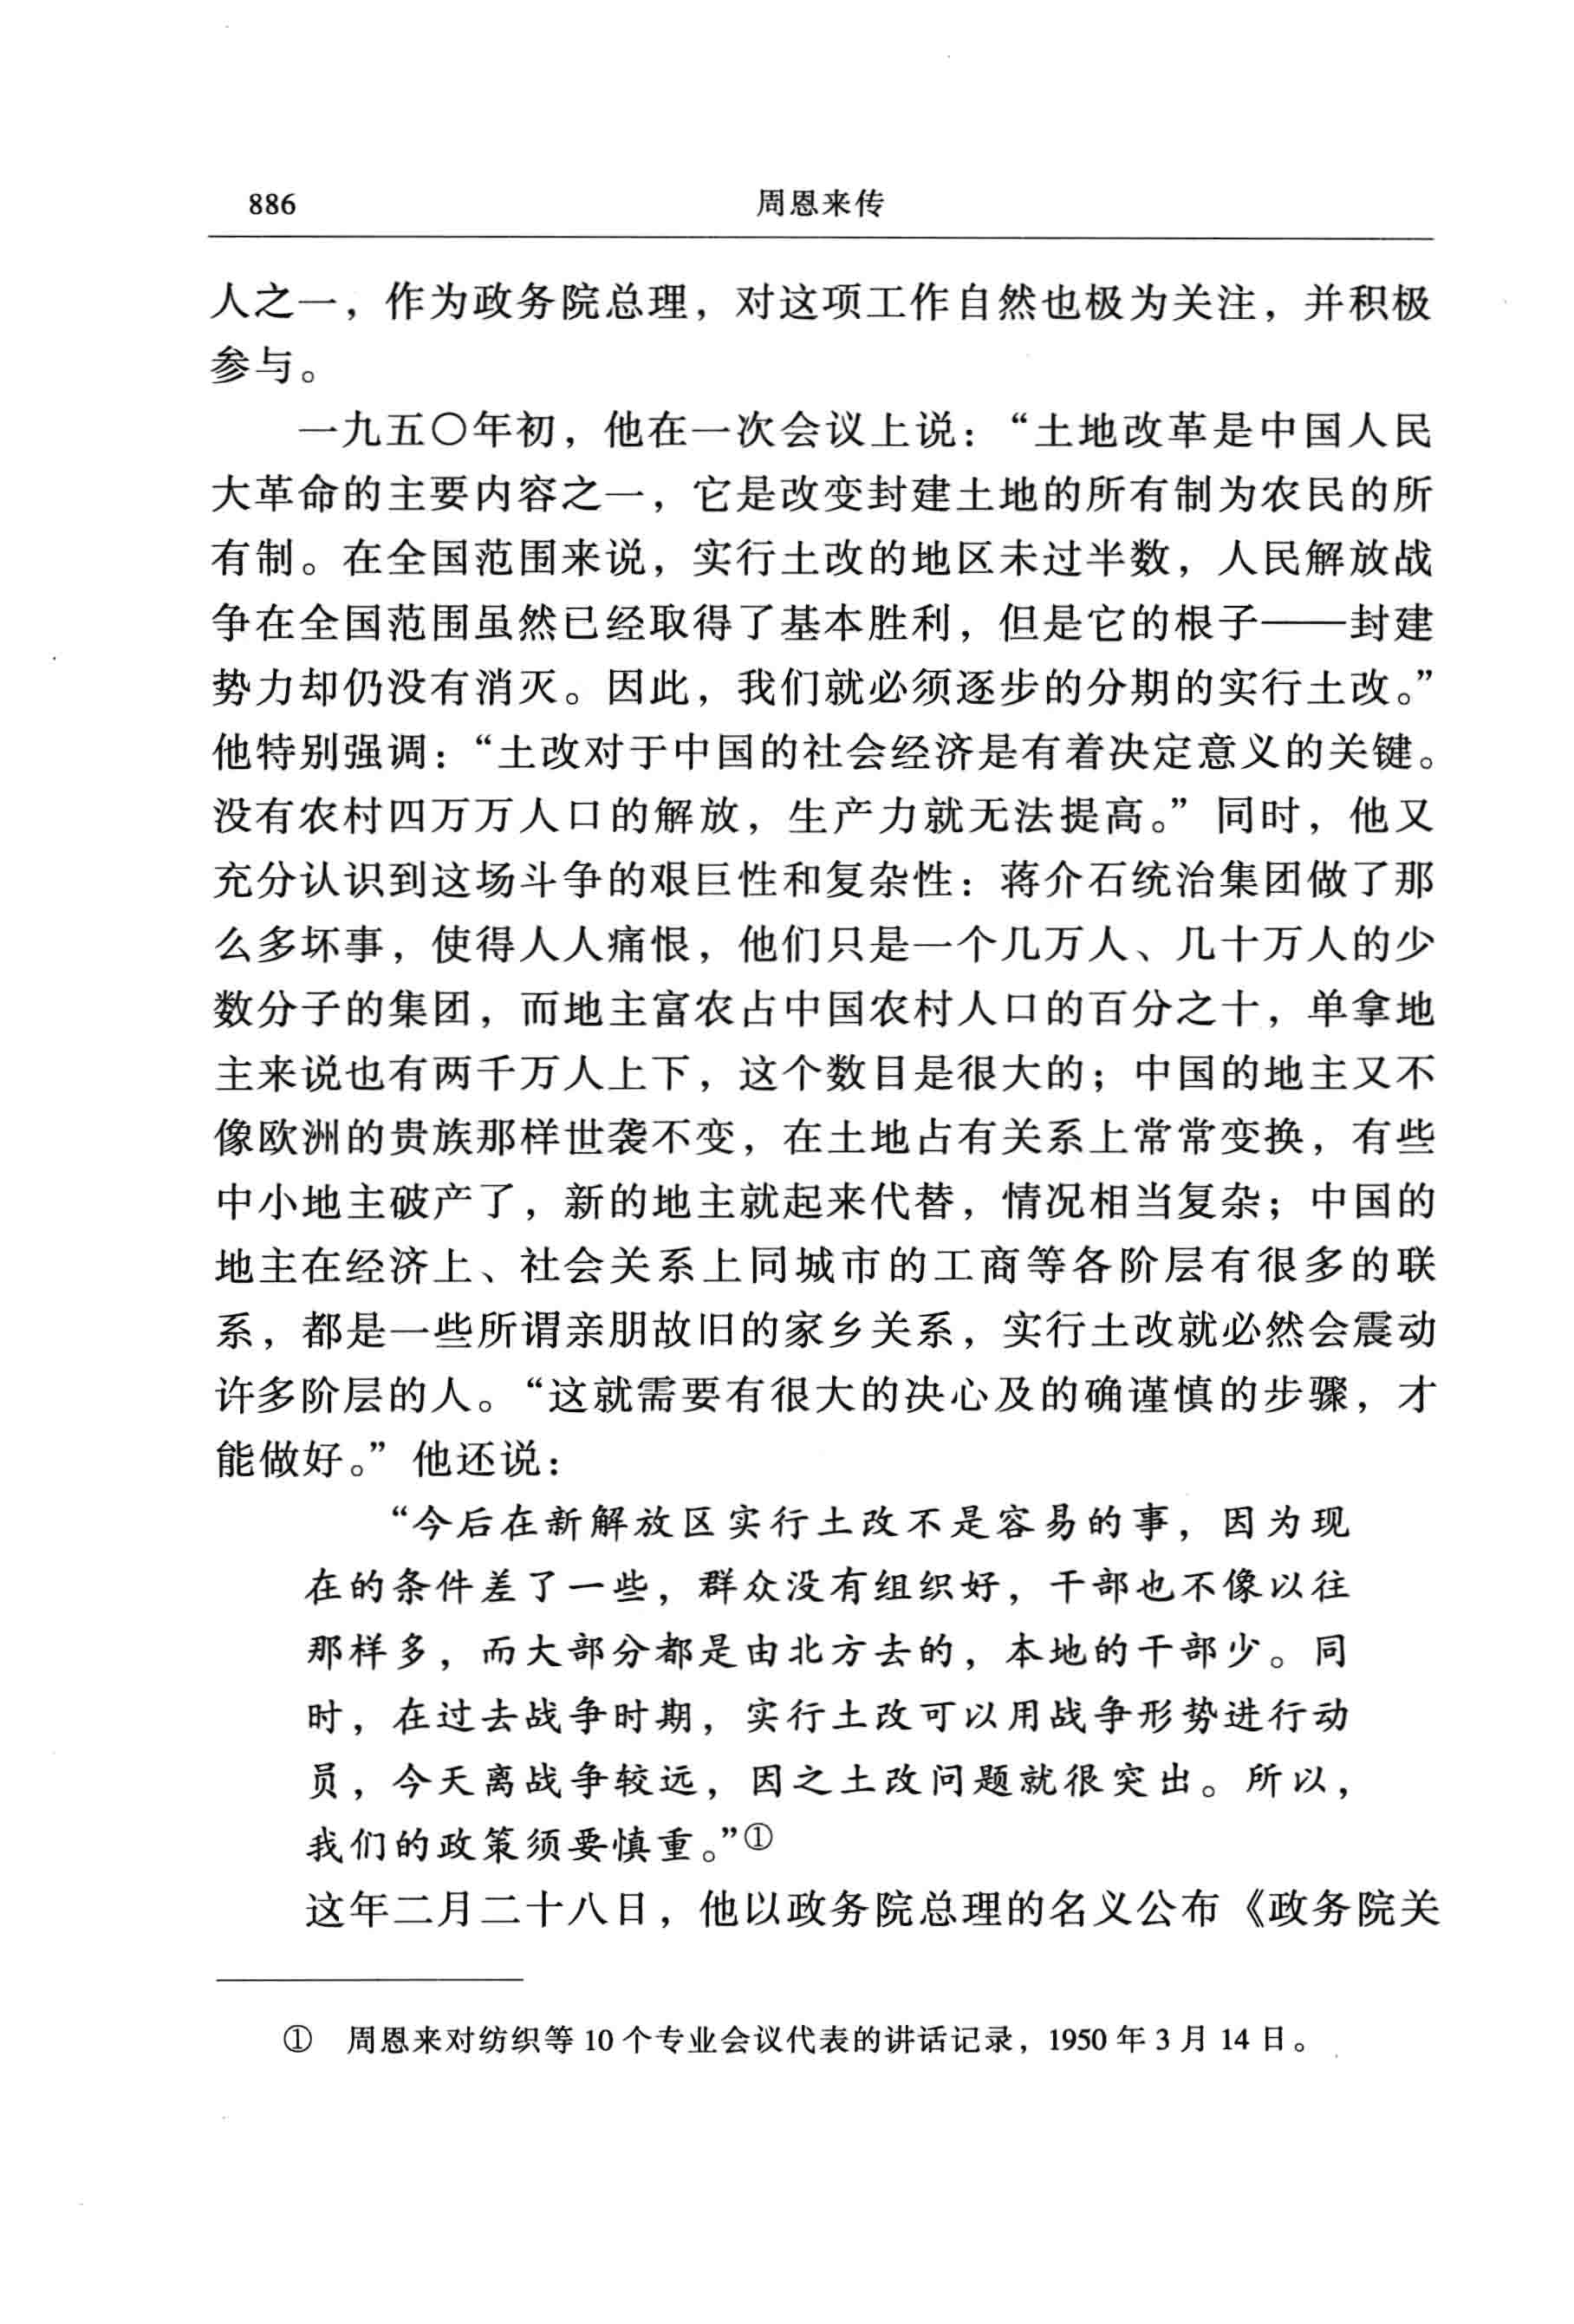 886
周恩来传
人之一，作为政务院总理，对这项工作自然也极为关注，并积极
参与。
一九五〇年初，他在一次会议上说：“土地改革是中国人民
大革命的主要内容之一，它是改变封建土地的所有制为农民的所
有制。在全国范围来说，实行土改的地区未过半数，人民解放战
争在全国范围虽然已经取得了基本胜利，但是它的根子——封建
势力却仍没有消灭。因此，我们就必须逐步的分期的实行土改。”
他特别强调：“土改对于中国的社会经济是有着决定意义的关键。
没有农村四万万人口的解放，生产力就无法提高。”同时，他又
充分认识到这场斗争的艰巨性和复杂性：蒋介石统治集团做了那
么多坏事，使得人人痛恨，他们只是一个几万人、几十万人的少
数分子的集团，而地主富农占中国农村人口的百分之十，单拿地
主来说也有两千万人上下，这个数目是很大的；中国的地主又不
像欧洲的贵族那样世袭不变，在土地占有关系上常常变换，有些
中小地主破产了，新的地主就起来代替，情况相当复杂；中国的
地主在经济上、社会关系上同城市的工商等各阶层有很多的联
系，都是一些所谓亲朋故旧的家乡关系，实行土改就必然会震动
许多阶层的人。“这就需要有很大的决心及的确谨慎的步骤，才
能做好。”他还说：
“今后在新解放区实行土改不是容易的事，因为现
在的条件差了一些，群众没有组织好，干部也不像以往
那样多，而大部分都是由北方去的，本地的干部少。同
时，在过去战争时期，实行土改可以用战争形势进行动
员，今天离战争较远，因之土改问题就很突出。所以，
我们的政策须要慎重。”①
这年二月二十八日，他以政务院总理的名义公布《政务院关
① 周恩来对纺织等10个专业会议代表的讲话记录，1950年3月14日。